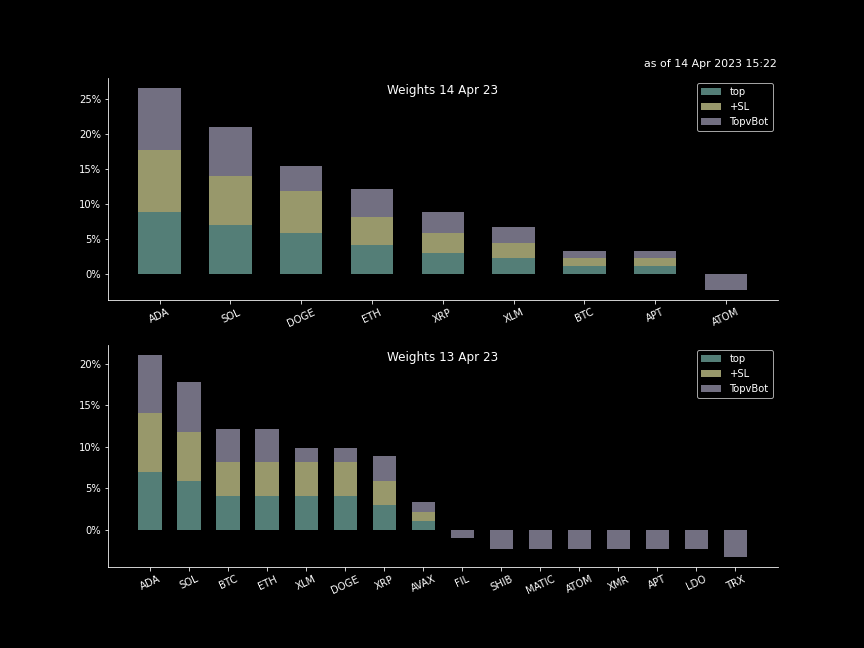 as of 14 Apr 2023 15:22
Weights 14 Apr 23
top
+SL
TopvBot
25%
20%
15%
10%
5%
0%
ADA SOL DOGE ETH XRP XLM BTC APT ATOM
Weights 13 Apr 23
top
+SL
TopvBot
20%
15%
10%
5%
0%
ADA SOL BTC ETH XLM DOGE XRP AVAX FIL SHIB MATIC ATOM XMR APT LDO TRX